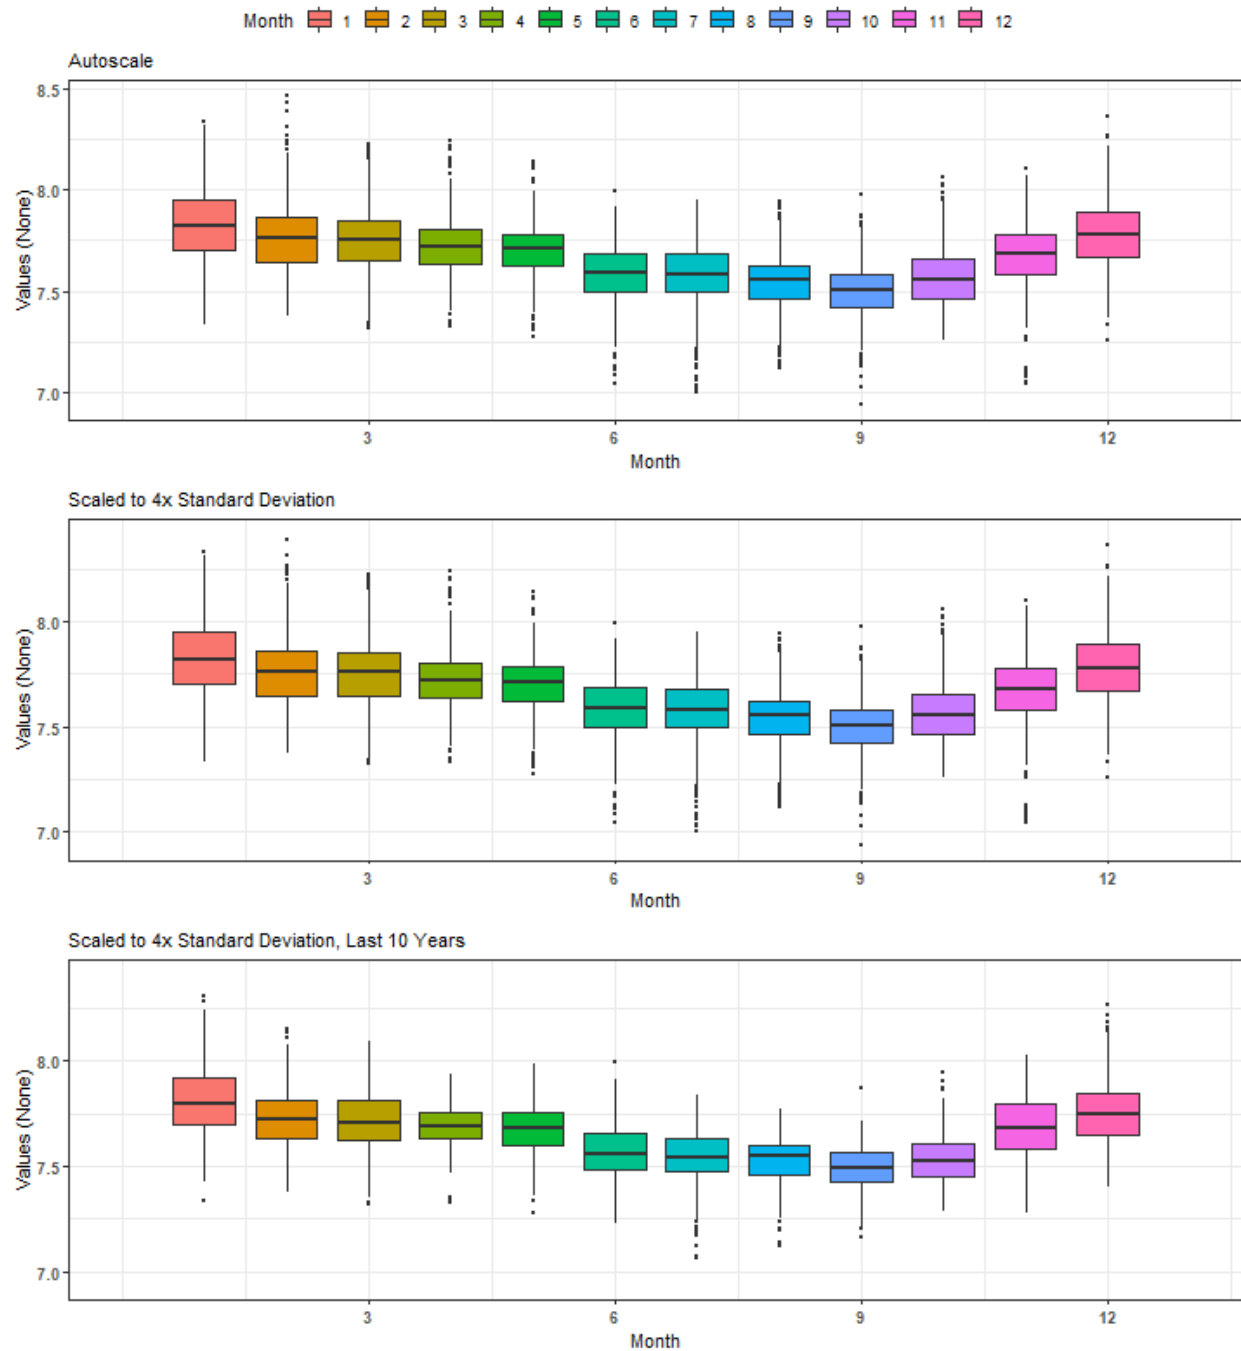 Month 1 2 3 4 5 6 7 8 9 10 11 12
Autoscale
Values (None)
8.5
8.0
7.5
7.0
3 6 9 12
Month
Scaled to 4x Standard Deviation
Values (None)
8.0
7.5
7.0
3 6 9 12
Month
Scaled to 4x Standard Deviation, Last 10 Years
Values (None)
8.0
7.5
7.0
3 6 9 12
Month